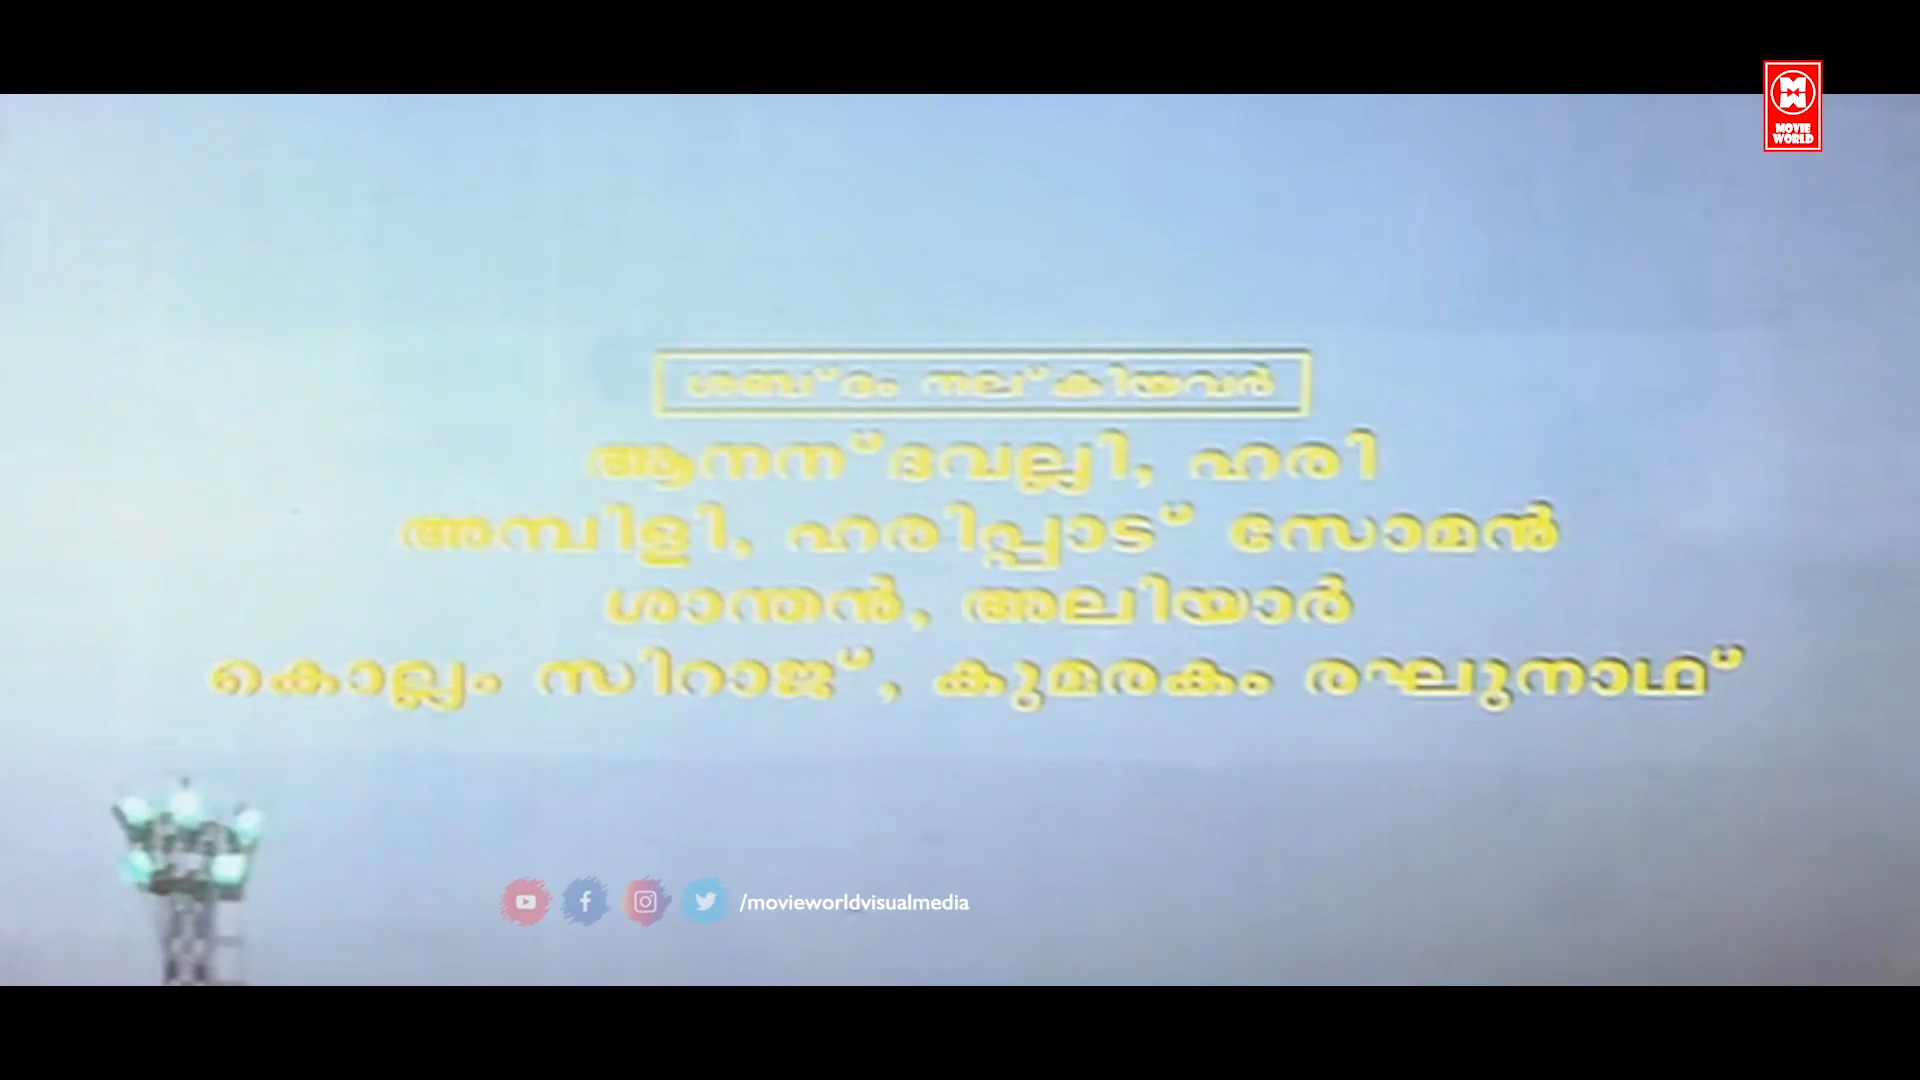 MOVIE
WORLD
ശബ്ദം നല്കിയവർ
ആനന്ദവല്ലി, ഹരി
അമ്പിളി, ഹരിപ്പാട് സോമൻ
ശാന്തൻ, അലിയാർ
കൊല്ലം സിറാജ്, കുമരകം രഘുനാഥ്
/movieworldvisualmedia